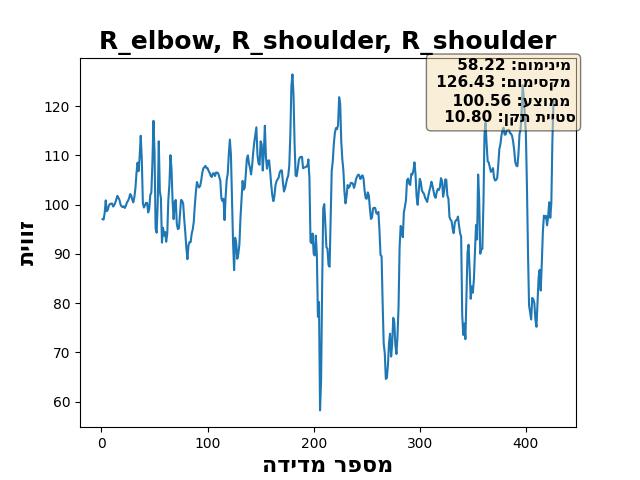 R_elbow, R_shoulder, R_shoulder
מינימום: 58.22
מקסימום: 126.43
ממוצע: 100.56
סטיית תקן: 10.80
120
110
100
90
80
70
60
זווית
0 100 200 300 400
מספר מדידה